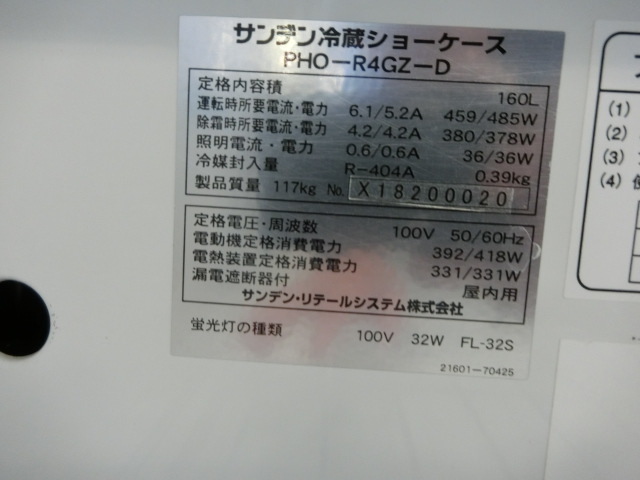 サンデン冷蔵ショーケース
PHO-R4GZ-D
定格内容積 160L
運転時所要電流・電力 6.1/5.2A 459/485W
除霜時所要電流・電力 4.2/4.2A 380/378W
照明電流・電力 0.6/0.6A 36/36W
冷媒封入量 R-404A 0.39kg
製品質量 117kg No. X18200020
定格電圧・周波数 100V 50/60Hz
電動機定格消費電力 392/418W
電熱装置定格消費電力 331/331W
漏電遮断器付 屋内用
サンデン・リテールシステム株式会社
蛍光灯の種類 100V 32W FL-32S
21601-70425
(1)
(2)
(3)
(4)